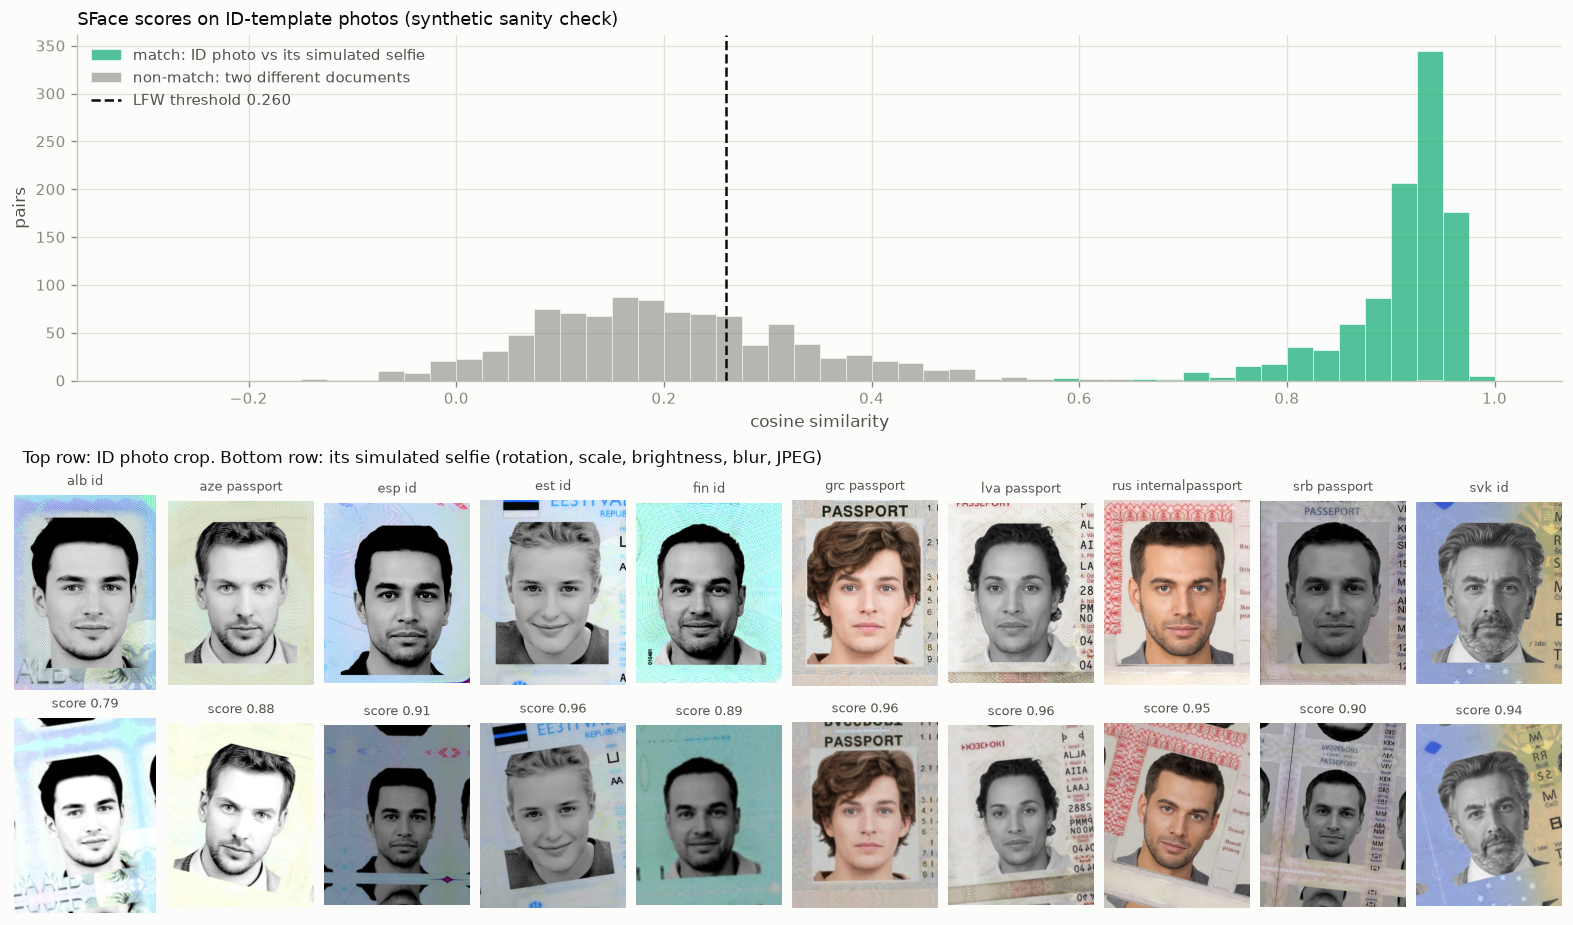 SFace scores on ID-template photos (synthetic sanity check)
350
300
250
200
150
100
50
0
pairs
match: ID photo vs its simulated selfie
non-match: two different documents
LFW threshold 0.260
−0.2
0.0
0.2
0.4
0.6
0.8
1.0
cosine similarity
Top row: ID photo crop. Bottom row: its simulated selfie (rotation, scale, brightness, blur, JPEG)
alb id
aze passport
esp id
est id
fin id
grc passport
lva passport
rus internalpassport
srb passport
svk id
PASSPORT
PASSEPORT
score 0.79
score 0.88
score 0.91
score 0.96
score 0.89
score 0.96
score 0.96
score 0.95
score 0.90
score 0.94
PASSPORT
PASSEPORT